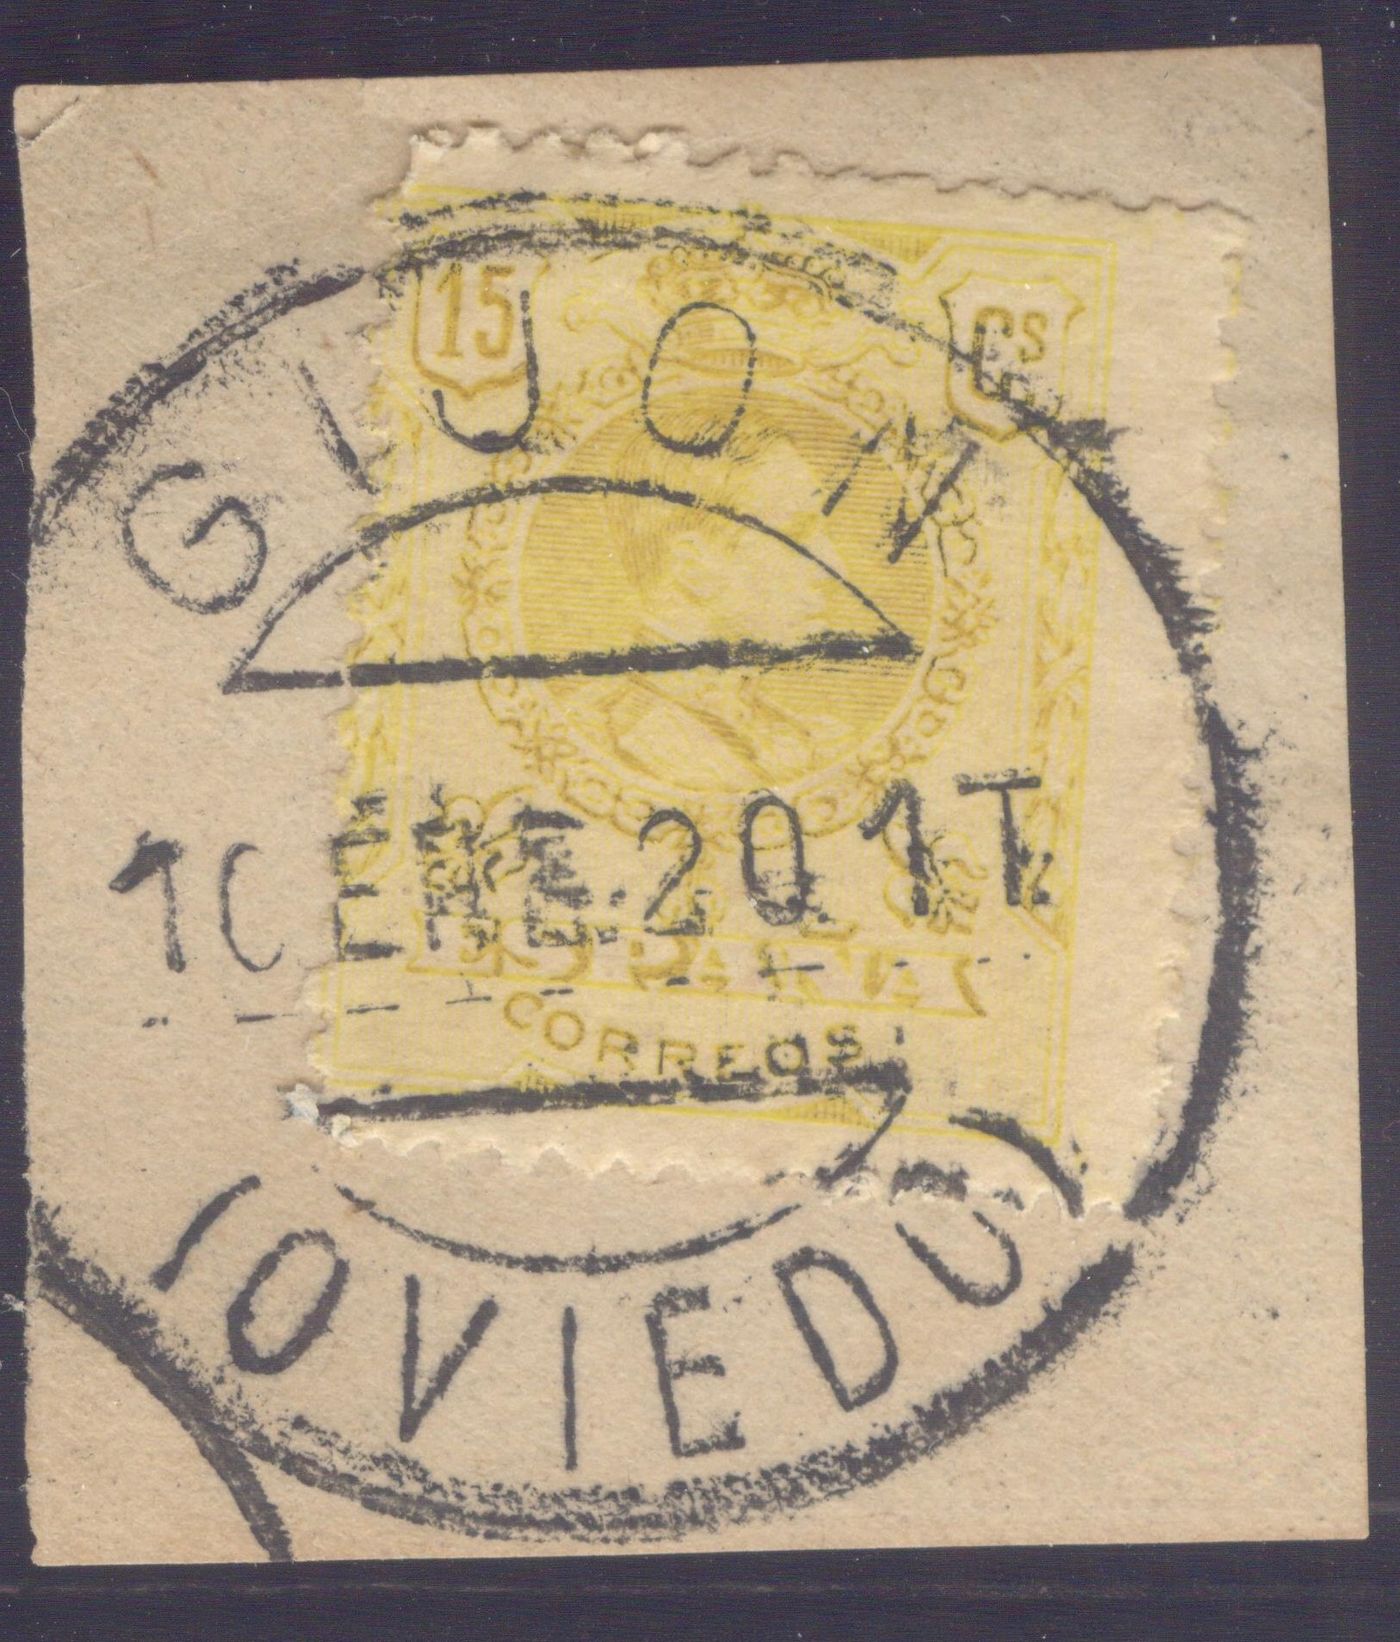 15 Cs
GIJON
10 ENE.20. 1T
ESPAÑA
CORREOS
(OVIEDO)